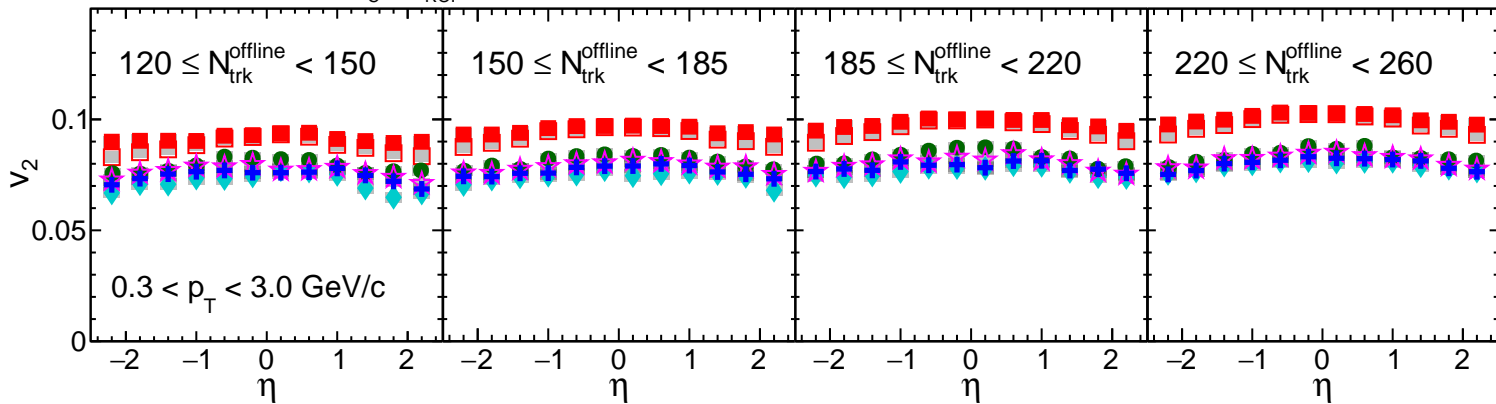 120 ≤ N_trk^offline < 150
150 ≤ N_trk^offline < 185
185 ≤ N_trk^offline < 220
220 ≤ N_trk^offline < 260
0.1
0.05
0
v_2
0.3 < p_T < 3.0 GeV/c
−2 −1 0 1 2 −2 −1 0 1 2 −2 −1 0 1 2 −2 −1 0 1 2
η η η η